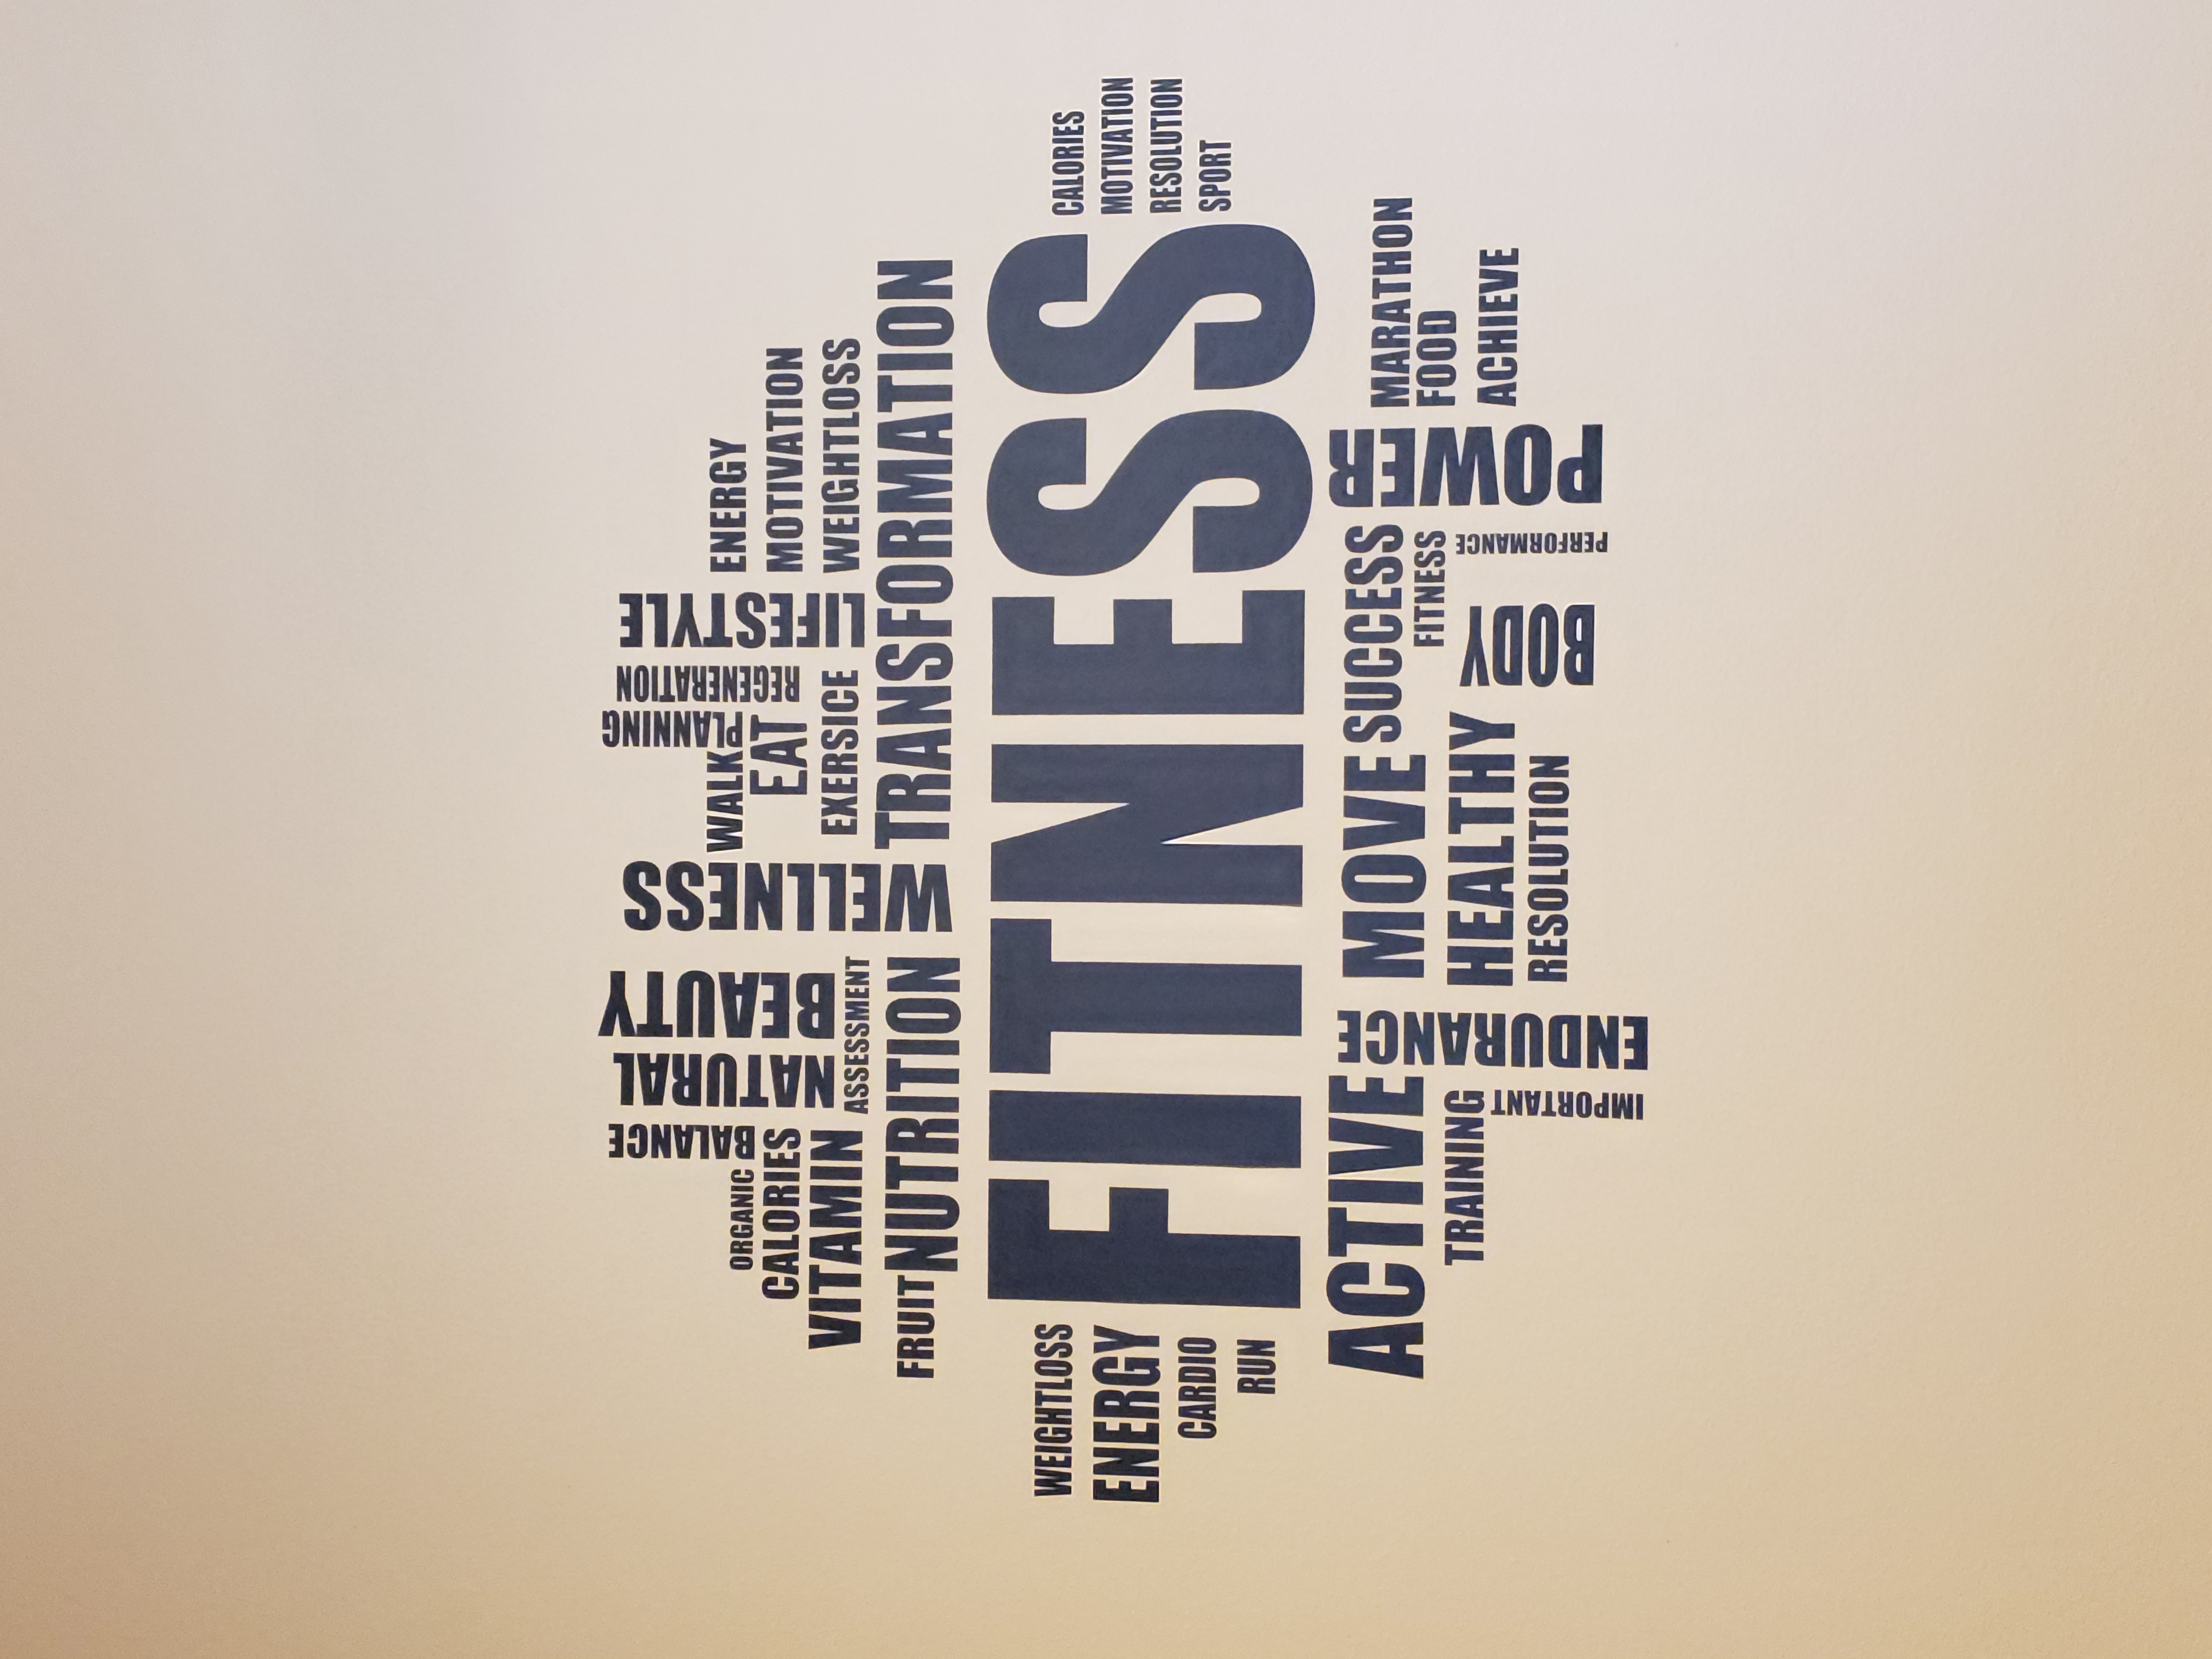 BALANCE
NATURAL
BEAUTY
WELLNESS
PLANNING
REGENERATION
LIFESTYLE
ORGANIC
WALK
ENERGY
CALORIES
EAT
MOTIVATION
VITAMIN
ASSESSMENT
EXERSICE
WEIGHTLOSS
FRUIT
NUTRITION
TRANSFORMATION
WEIGHTLOSS
ENERGY
CARDIO
RUN
FITNESS
CALORIES
MOTIVATION
RESOLUTION
SPORT
ACTIVE
ENDURANCE
MOVE
SUCCESS
POWER
MARATHON
FITNESS
FOOD
TRAINING
HEALTHY
BODY
PERFORMANCE
ACHIEVE
IMPORTANT
RESOLUTION